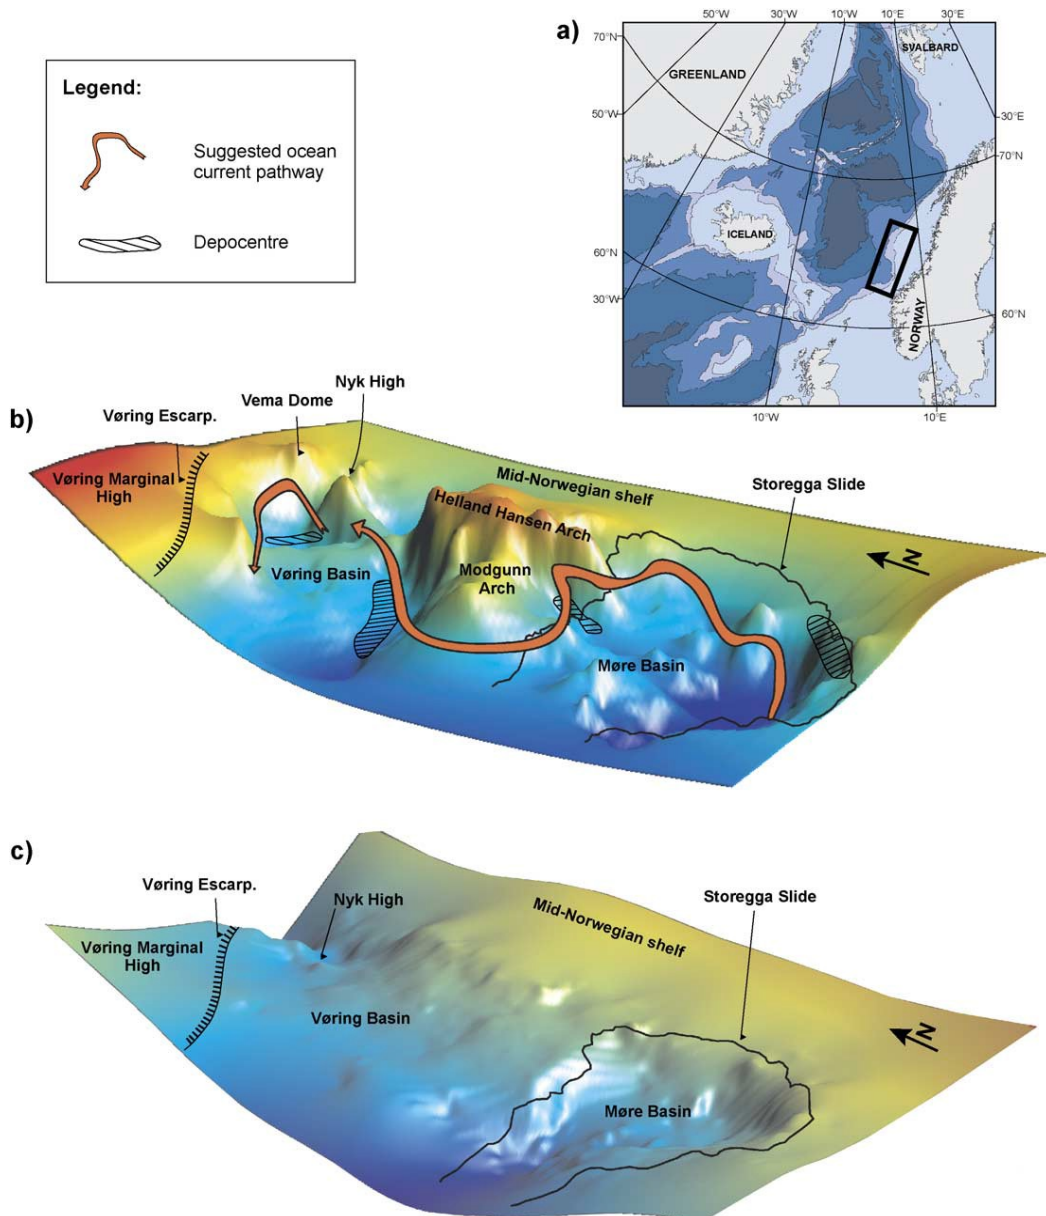 Legend:
Suggested ocean
current pathway
Depocentre
a)
50°W
20°W
10°W
10°E
30°E
70°N
SVALBARD
GREENLAND
50°W
30°E
70°N
ICELAND
60°N
30°W
NORWAY
60°N
10°W
10°E
b)
Nyk High
Vema Dome
Vøring Escarp.
Vøring Marginal
High
Mid-Norwegian shelf
Storegga Slide
Helland Hansen Arch
N
Vøring Basin
Modgunn
Arch
Møre Basin
c)
Vøring Escarp.
Nyk High
Storegga Slide
Mid-Norwegian shelf
Vøring Marginal
High
Vøring Basin
N
Møre Basin